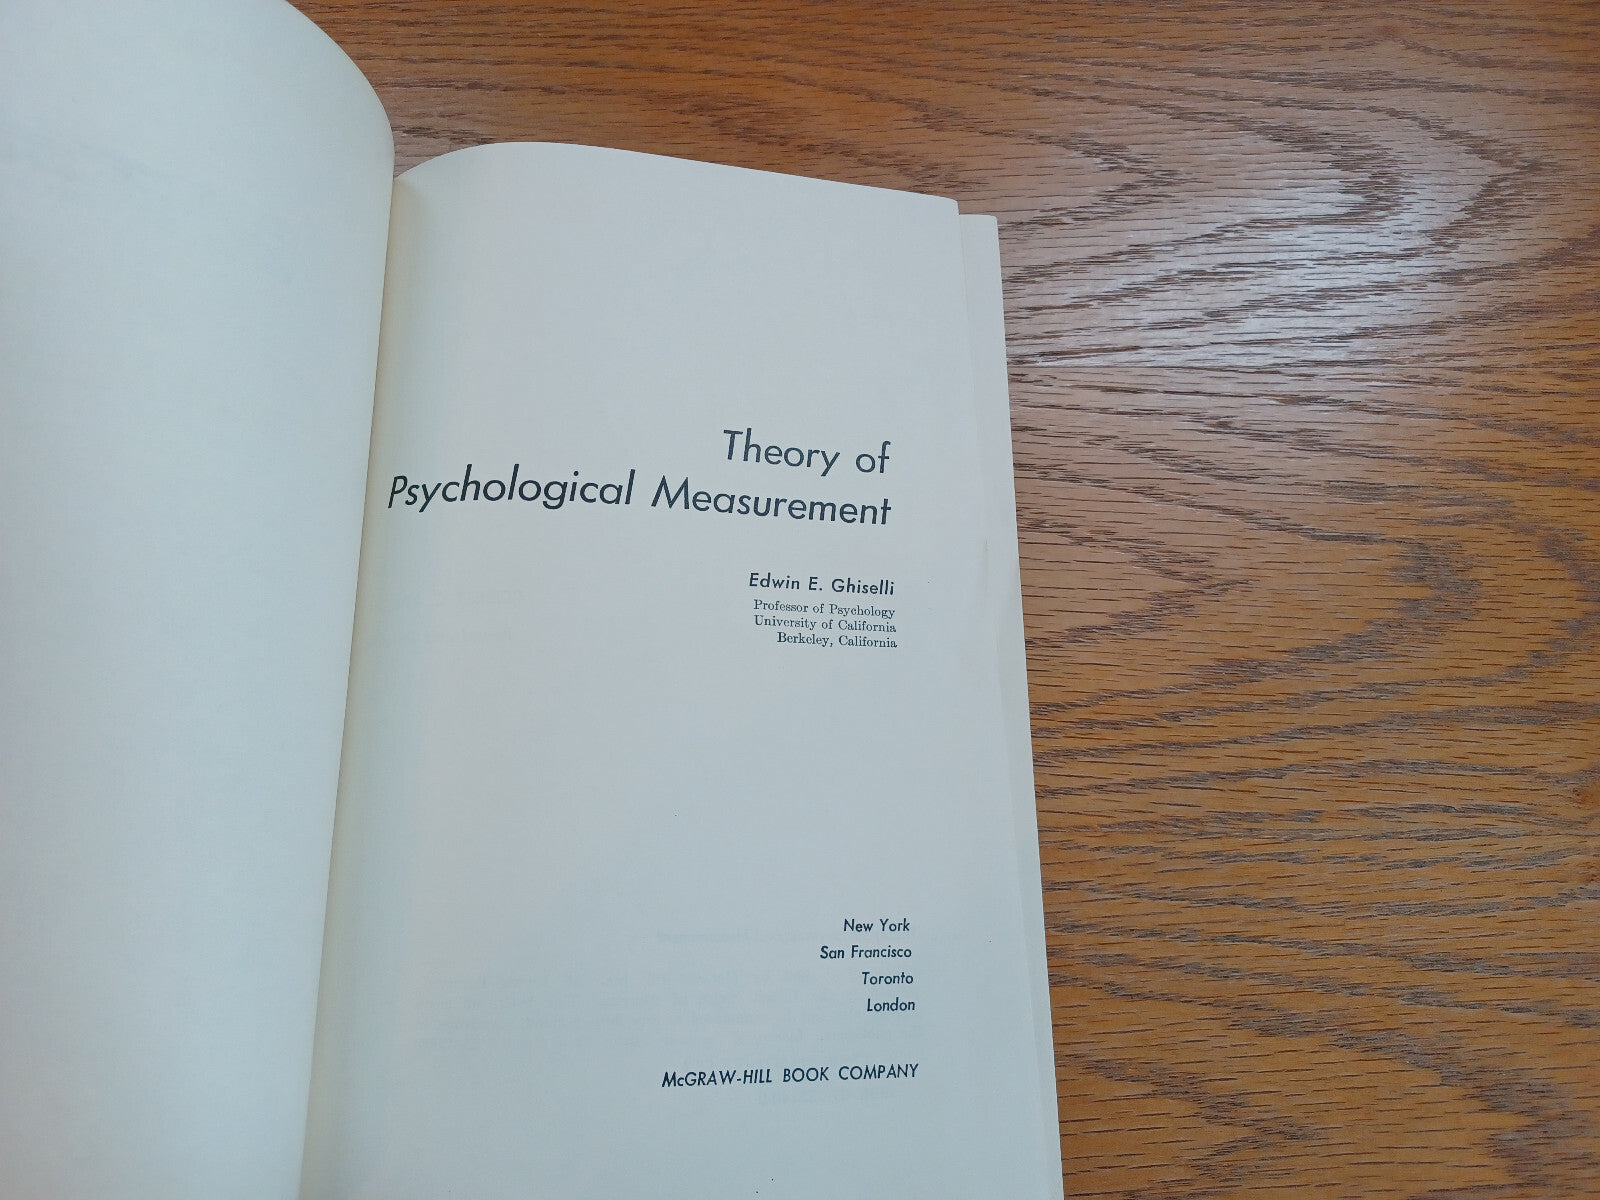 Theory of
Psychological Measurement
Edwin E. Ghiselli
Professor of Psychology
University of California
Berkeley, California
New York
San Francisco
Toronto
London
McGRAW-HILL BOOK COMPANY